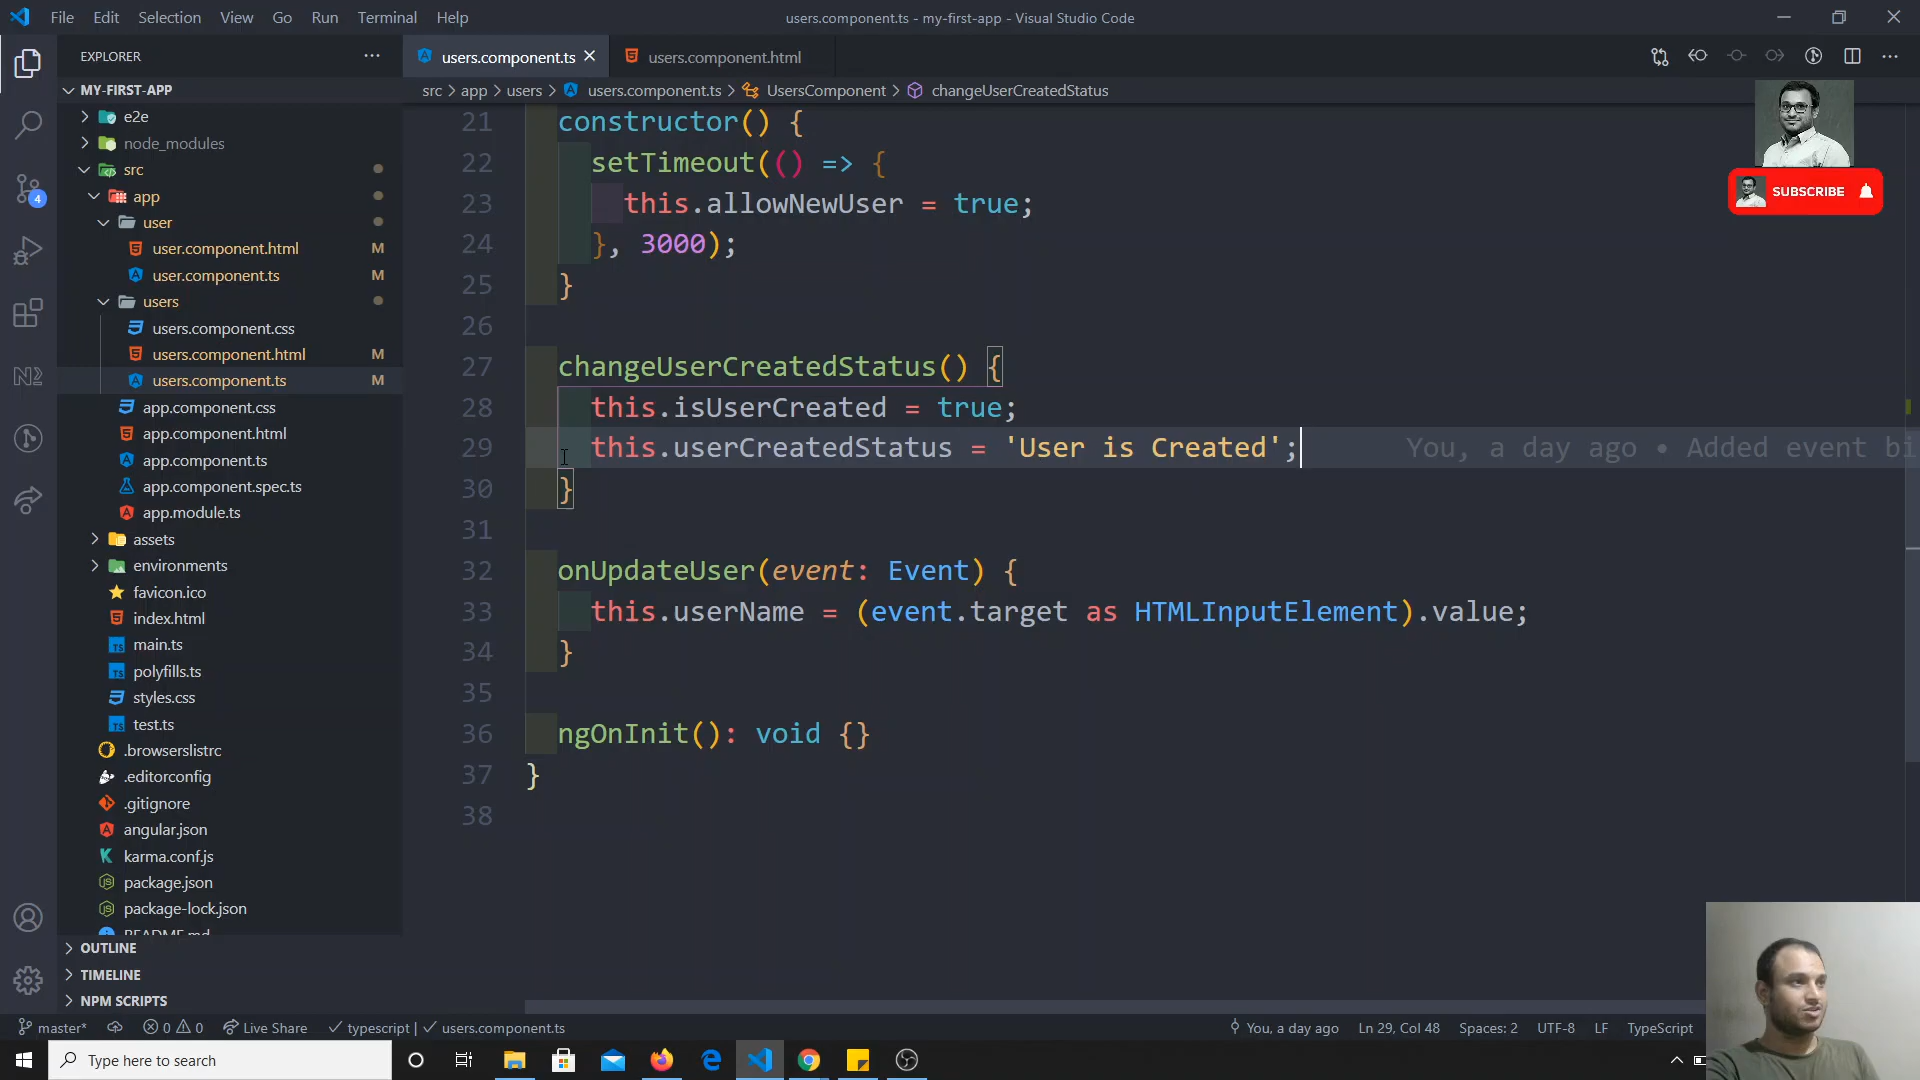 File Edit Selection View Go Run Terminal Help
users.component.ts - my-first-app - Visual Studio Code
EXPLORER
users.component.ts
users.component.html
MY-FIRST-APP
src > app > users > users.component.ts > UsersComponent > changeUserCreatedStatus
e2e
node_modules
src
app
user
user.component.html M
user.component.ts M
users
users.component.css
users.component.html M
users.component.ts M
app.component.css
app.component.html
app.component.ts
app.component.spec.ts
app.module.ts
assets
environments
favicon.ico
index.html
main.ts
polyfills.ts
styles.css
test.ts
.browserslistrc
.editorconfig
.gitignore
angular.json
karma.conf.js
package.json
package-lock.json
README.md
OUTLINE
TIMELINE
NPM SCRIPTS
4
21 constructor() {
22 setTimeout(() => {
23 this.allowNewUser = true;
24 }, 3000);
25 }
26
27 changeUserCreatedStatus() {
28 this.isUserCreated = true;
29 this.userCreatedStatus = 'User is Created'; You, a day ago • Added event bi
30 }
31
32 onUpdateUser(event: Event) {
33 this.userName = (event.target as HTMLInputElement).value;
34 }
35
36 ngOnInit(): void {}
37 }
38
SUBSCRIBE
master* 0 0 Live Share typescript | users.component.ts
You, a day ago Ln 29, Col 48 Spaces: 2 UTF-8 LF TypeScript
Type here to search